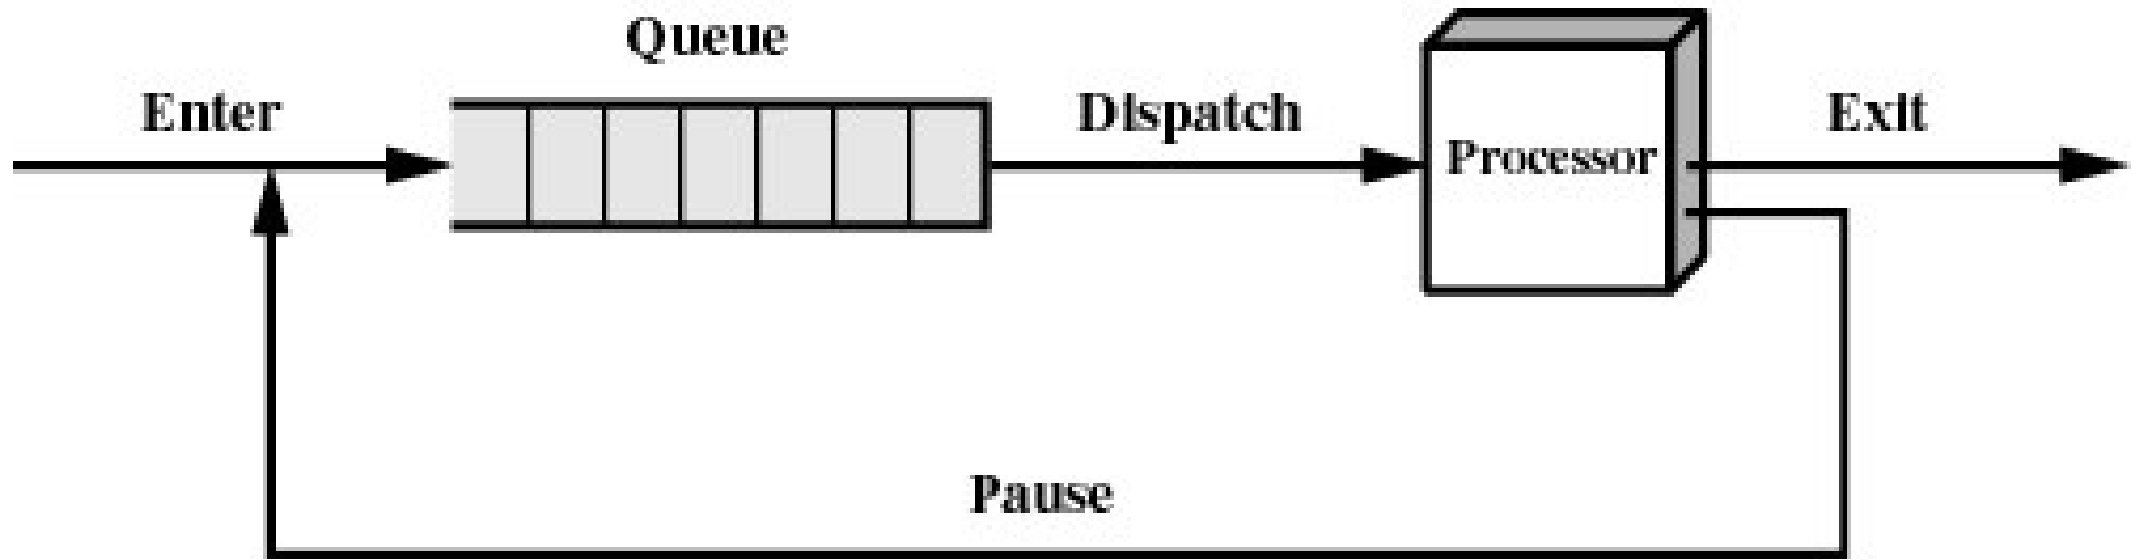 Queue
Enter
Dispatch
Processor
Exit
Pause